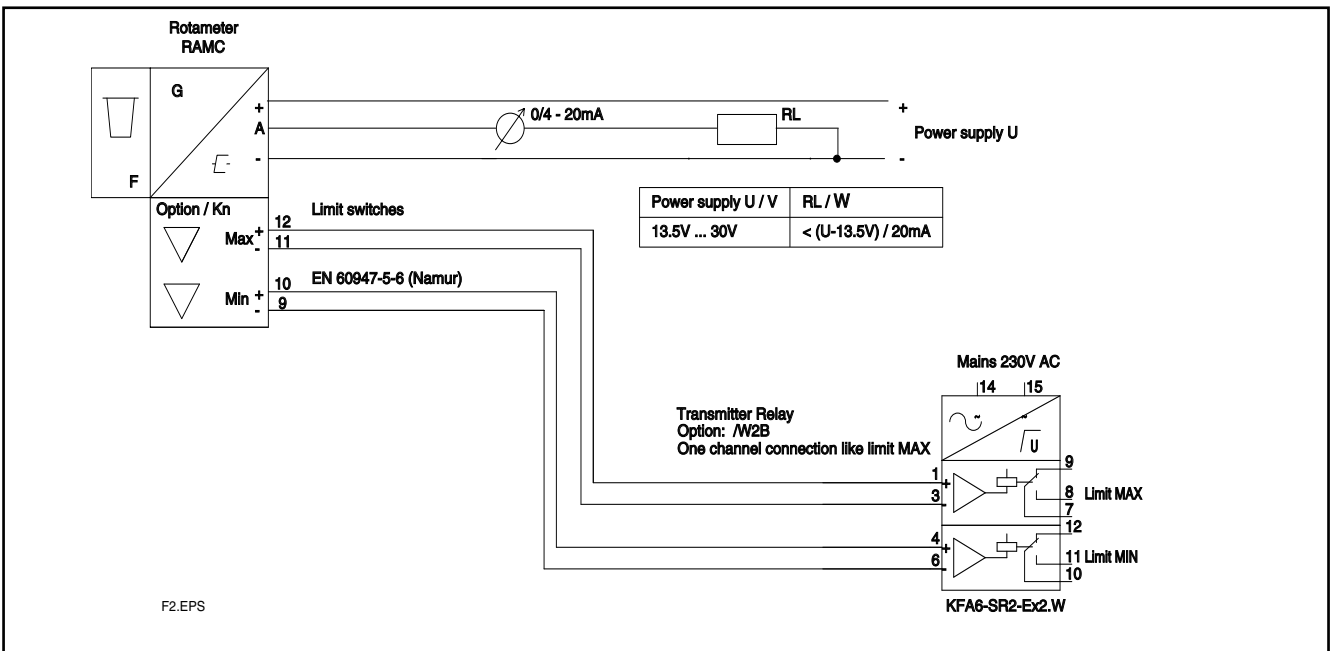 Rotameter
RAMC
G
+
A
-
F
0/4 - 20mA
RL
+
Power supply U
-
Power supply U / V
RL / W
13.5V ... 30V
< (U-13.5V) / 20mA
Option / Kn
Limit switches
Max
+
-
12
11
EN 60947-5-6 (Namur)
Min
+
-
10
9
Mains 230V AC
14
15
~
~
U
Transmitter Relay
Option: /W2B
One channel connection like limit MAX
1
+
3
-
9
8
Limit MAX
7
4
+
6
-
12
11
Limit MIN
10
KFA6-SR2-Ex2.W
F2.EPS